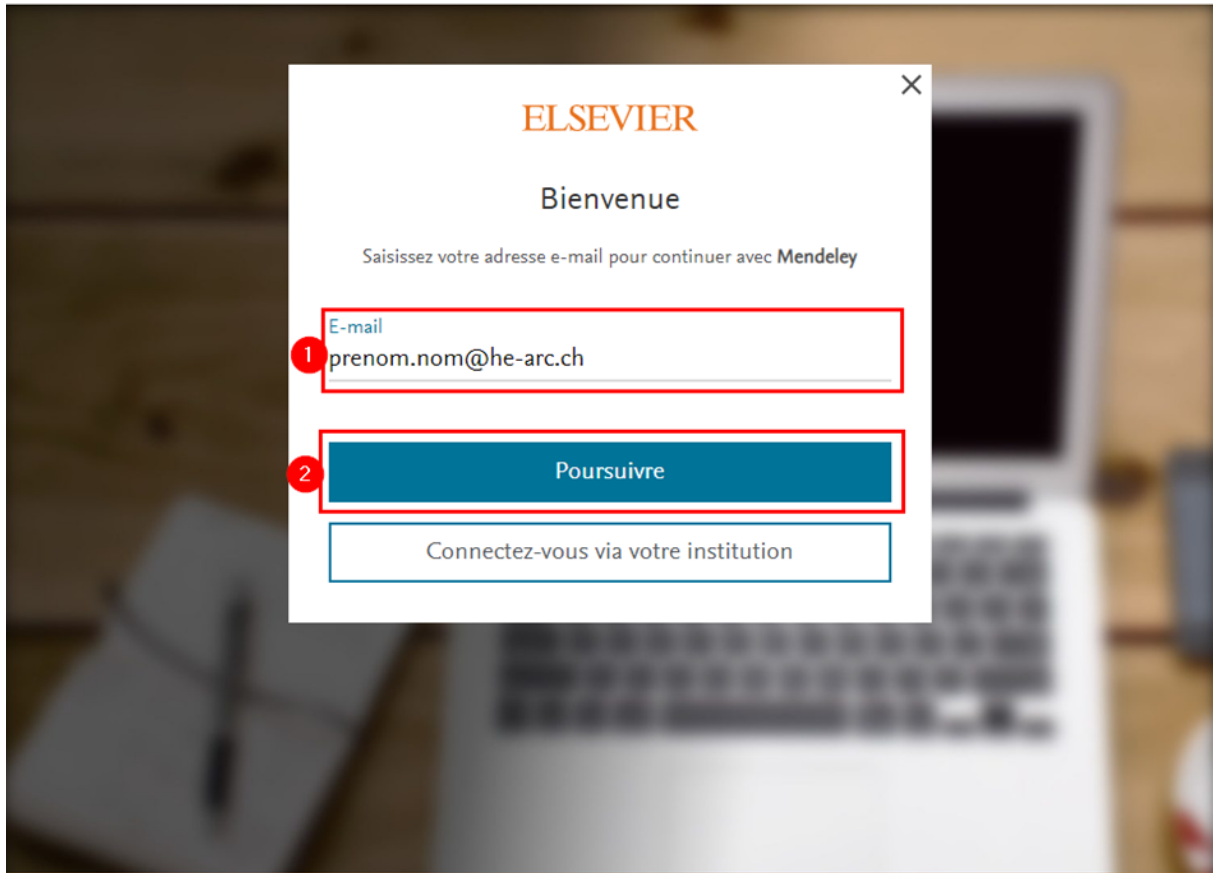 ELSEVIER
Bienvenue
Saisissez votre adresse e-mail pour continuer avec Mendeley
E-mail
1
prenom.nom@he-arc.ch
2
Poursuivre
Connectez-vous via votre institution